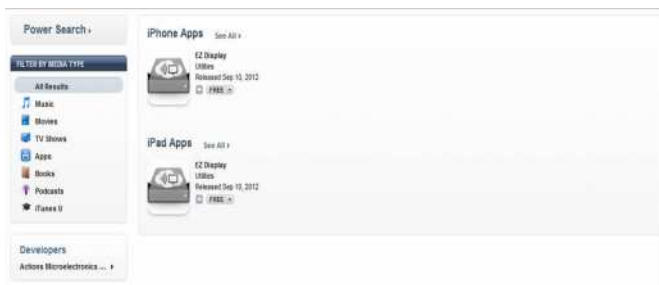 Power Search
FILTER BY MEDIA TYPE
All Results
Music
Movies
TV Shows
Apps
Books
Podcasts
iTunes U
Developers
Actions Microelectronics ...
iPhone Apps See All
EZ Display
Utilities
Released Sep 10, 2012
FREE
iPad Apps See All
EZ Display
Utilities
Released Sep 10, 2012
FREE